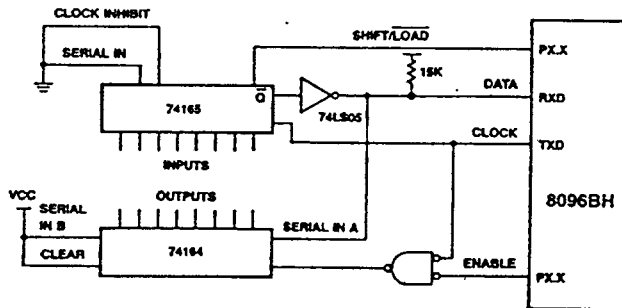 CLOCK INHIBIT
SERIAL IN
SHIFT/LOAD
PX.X
15K
DATA
RXD
Q
74165
74LS05
CLOCK
TXD
INPUTS
OUTPUTS
VCC
SERIAL
IN B
SERIAL IN A
8096BH
CLEAR
74164
ENABLE
PX.X